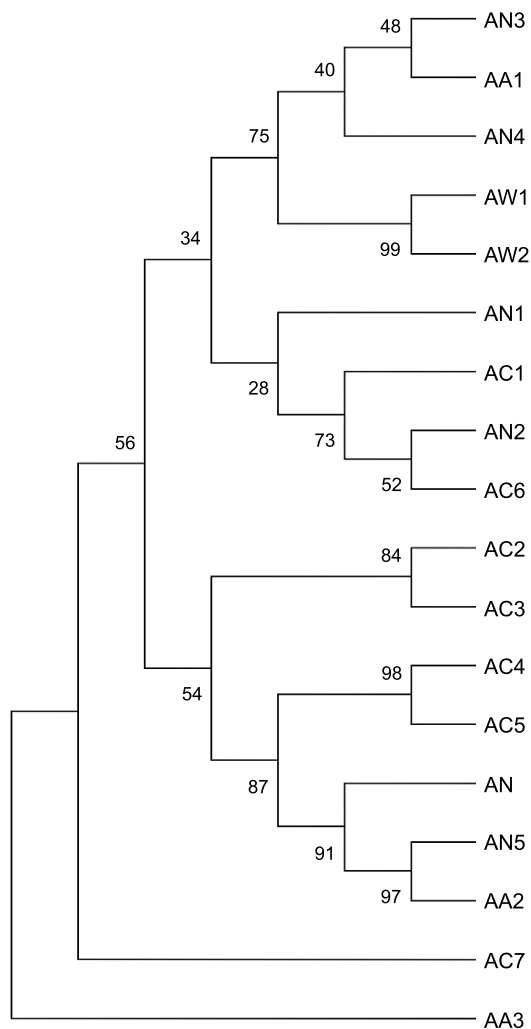 48 AN3
40 AA1
75 AN4
AW1
34 99 AW2
AN1
28 AC1
56 73 AN2
52 AC6
84 AC2
AC3
54 98 AC4
AC5
87 AN
91 AN5
97 AA2
AC7
AA3